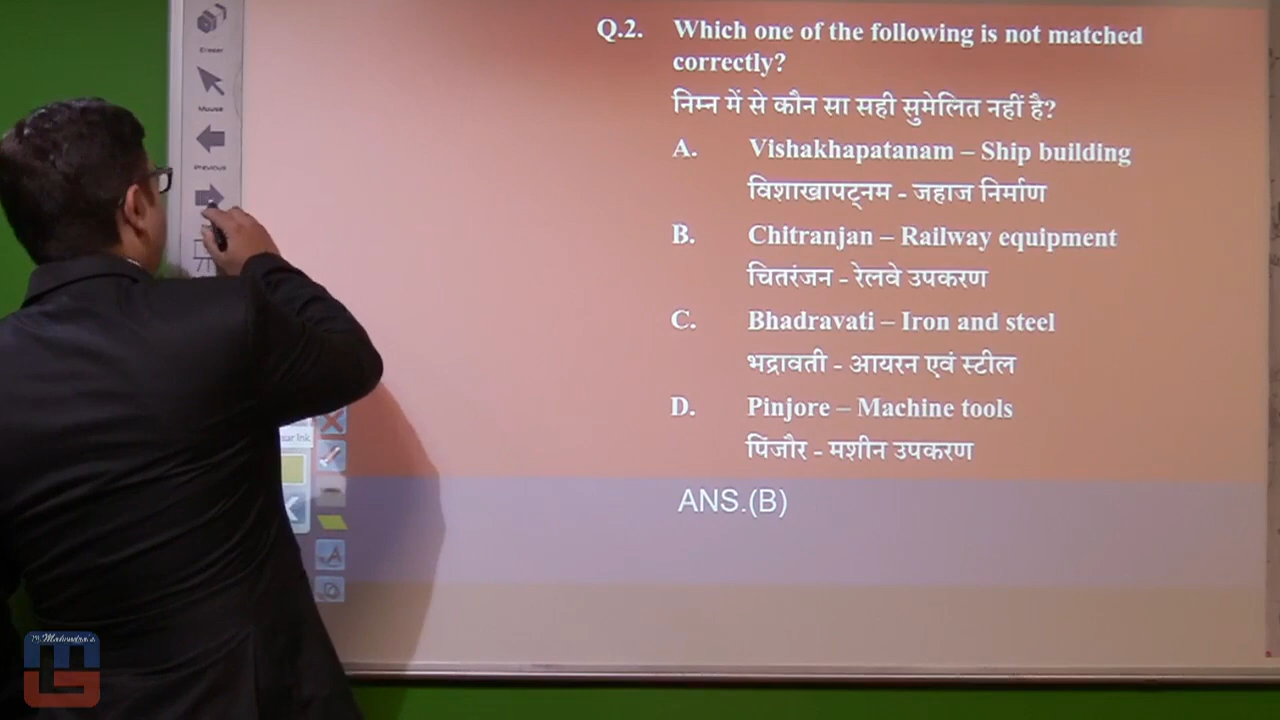 Eraser
Mouse
Previous
Q.2. Which one of the following is not matched
correctly?
निम्न में से कौन सा सही सुमेलित नहीं है?
A. Vishakhapatanam – Ship building
विशाखापट्नम - जहाज निर्माण
B. Chitranjan – Railway equipment
चितरंजन - रेलवे उपकरण
C. Bhadravati – Iron and steel
भद्रावती - आयरन एवं स्टील
D. Pinjore – Machine tools
पिंजौर - मशीन उपकरण
ANS.(B)
Ink
Mahendra's